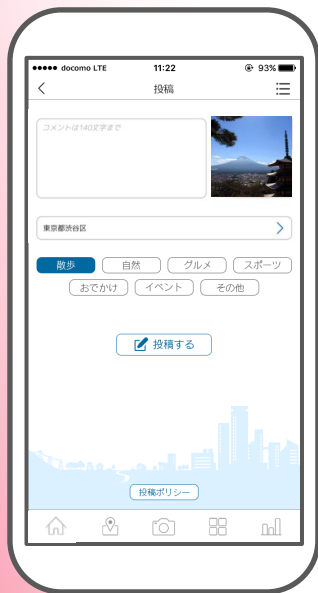 docomo LTE 11:22 93%
投稿
コメントは140文字まで
東京都渋谷区
散歩 自然 グルメ スポーツ
おでかけ イベント その他
投稿する
投稿ポリシー